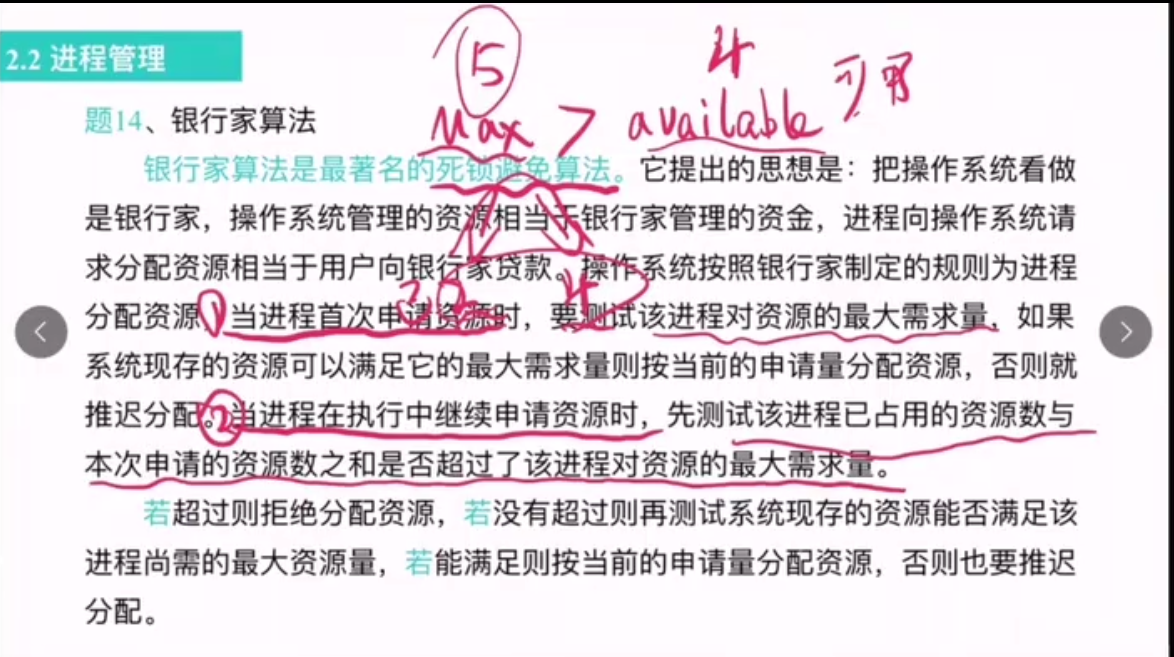 5
4
2.2 进程管理
Max > available 可用
题14、银行家算法
银行家算法是最著名的死锁避免算法。它提出的思想是：把操作系统看做
是银行家，操作系统管理的资源相当于银行家管理的资金，进程向操作系统请
求分配资源相当于用户向银行家贷款。操作系统按照银行家制定的规则为进程
3 2 4
分配资源①当进程首次申请资源时，要测试该进程对资源的最大需求量，如果
系统现存的资源可以满足它的最大需求量则按当前的申请量分配资源，否则就
推迟分配。②当进程在执行中继续申请资源时，先测试该进程已占用的资源数与
本次申请的资源数之和是否超过了该进程对资源的最大需求量。
若超过则拒绝分配资源，若没有超过则再测试系统现存的资源能否满足该
进程尚需的最大资源量，若能满足则按当前的申请量分配资源，否则也要推迟
分配。